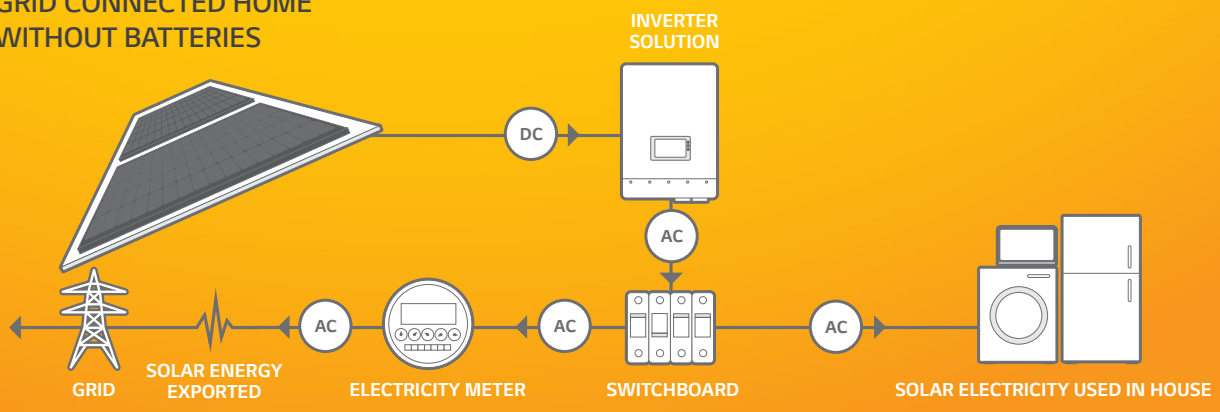 GRID CONNECTED HOME
WITHOUT BATTERIES
INVERTER
SOLUTION
DC
AC
AC
AC
AC
GRID
SOLAR ENERGY
EXPORTED
ELECTRICITY METER
SWITCHBOARD
SOLAR ELECTRICITY USED IN HOUSE